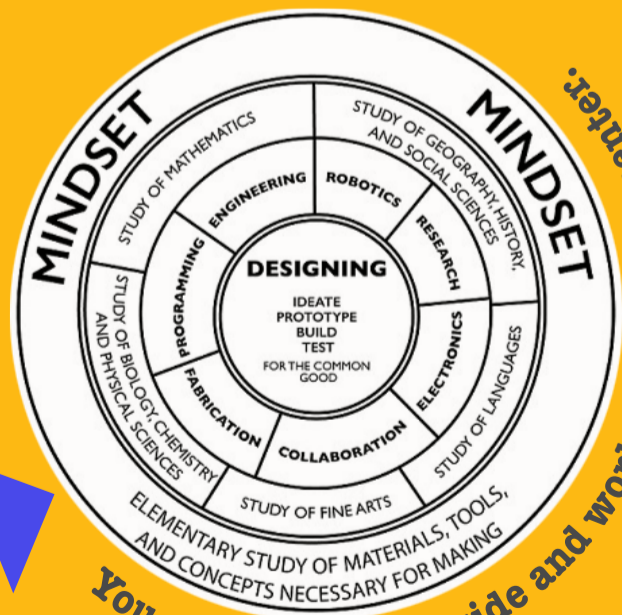 MINDSET
MINDSET
STUDY OF MATHEMATICS
STUDY OF GEOGRAPHY, HISTORY,
AND SOCIAL SCIENCES
ENGINEERING
ROBOTICS
RESEARCH
PROGRAMMING
ELECTRONICS
DESIGNING
IDEATE
PROTOTYPE
BUILD
TEST
FOR THE COMMON
GOOD
STUDY OF BIOLOGY, CHEMISTRY
AND PHYSICAL SCIENCES
FABRICATION
COLLABORATION
STUDY OF LANGUAGES
STUDY OF FINE ARTS
ELEMENTARY STUDY OF MATERIALS, TOOLS,
AND CONCEPTS NECESSARY FOR MAKING
and